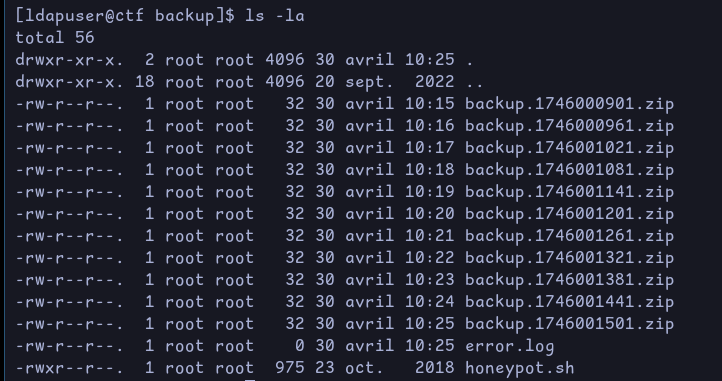 [ldapuser@ctf backup]$ ls -la
total 56
drwxr-xr-x.  2 root root 4096 30 avril 10:25 .
drwxr-xr-x. 18 root root 4096 20 sept.  2022 ..
-rw-r--r--.  1 root root   32 30 avril 10:15 backup.1746000901.zip
-rw-r--r--.  1 root root   32 30 avril 10:16 backup.1746000961.zip
-rw-r--r--.  1 root root   32 30 avril 10:17 backup.1746001021.zip
-rw-r--r--.  1 root root   32 30 avril 10:18 backup.1746001081.zip
-rw-r--r--.  1 root root   32 30 avril 10:19 backup.1746001141.zip
-rw-r--r--.  1 root root   32 30 avril 10:20 backup.1746001201.zip
-rw-r--r--.  1 root root   32 30 avril 10:21 backup.1746001261.zip
-rw-r--r--.  1 root root   32 30 avril 10:22 backup.1746001321.zip
-rw-r--r--.  1 root root   32 30 avril 10:23 backup.1746001381.zip
-rw-r--r--.  1 root root   32 30 avril 10:24 backup.1746001441.zip
-rw-r--r--.  1 root root   32 30 avril 10:25 backup.1746001501.zip
-rw-r--r--.  1 root root    0 30 avril 10:25 error.log
-rwxr--r--.  1 root root  975 23 oct.   2018 honeypot.sh